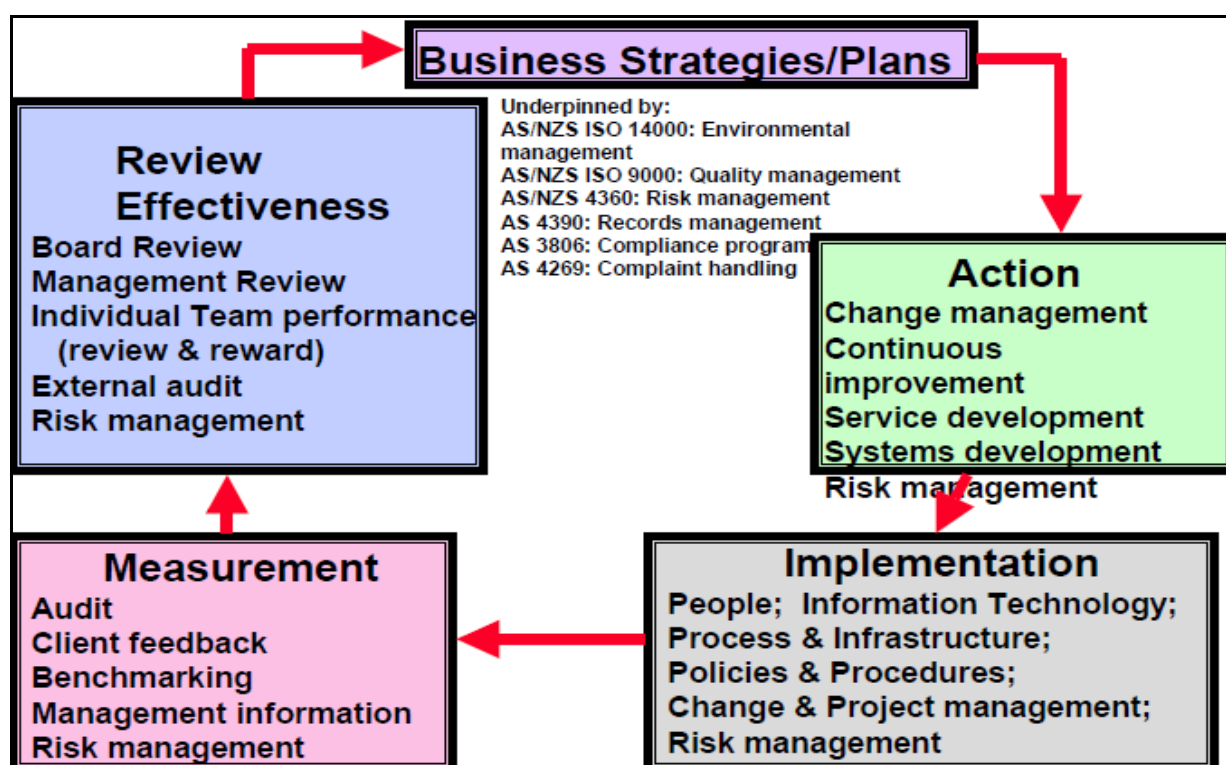 Business Strategies/Plans
Underpinned by:
AS/NZS ISO 14000: Environmental
management
AS/NZS ISO 9000: Quality management
AS/NZS 4360: Risk management
AS 4390: Records management
AS 3806: Compliance program
AS 4269: Complaint handling
Review
Effectiveness
Board Review
Management Review
Individual Team performance
(review & reward)
External audit
Risk management
Action
Change management
Continuous
improvement
Service development
Systems development
Risk management
Measurement
Audit
Client feedback
Benchmarking
Management information
Risk management
Implementation
People; Information Technology;
Process & Infrastructure;
Policies & Procedures;
Change & Project management;
Risk management